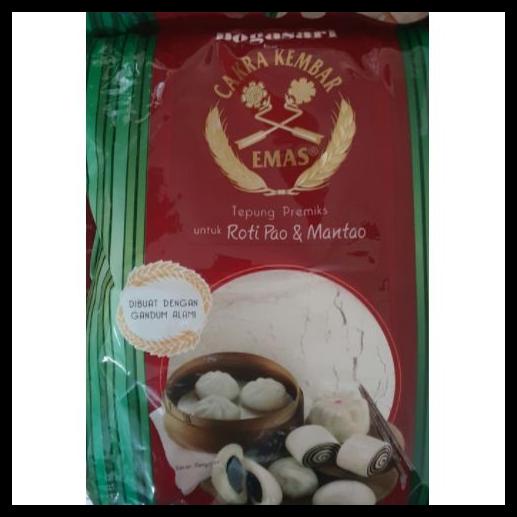 Bogasari
CAKRA KEMBAR
EMAS®
Tepung Premiks
untuk Roti Pao & Mantao
DIBUAT DENGAN
GANDUM ALAMI